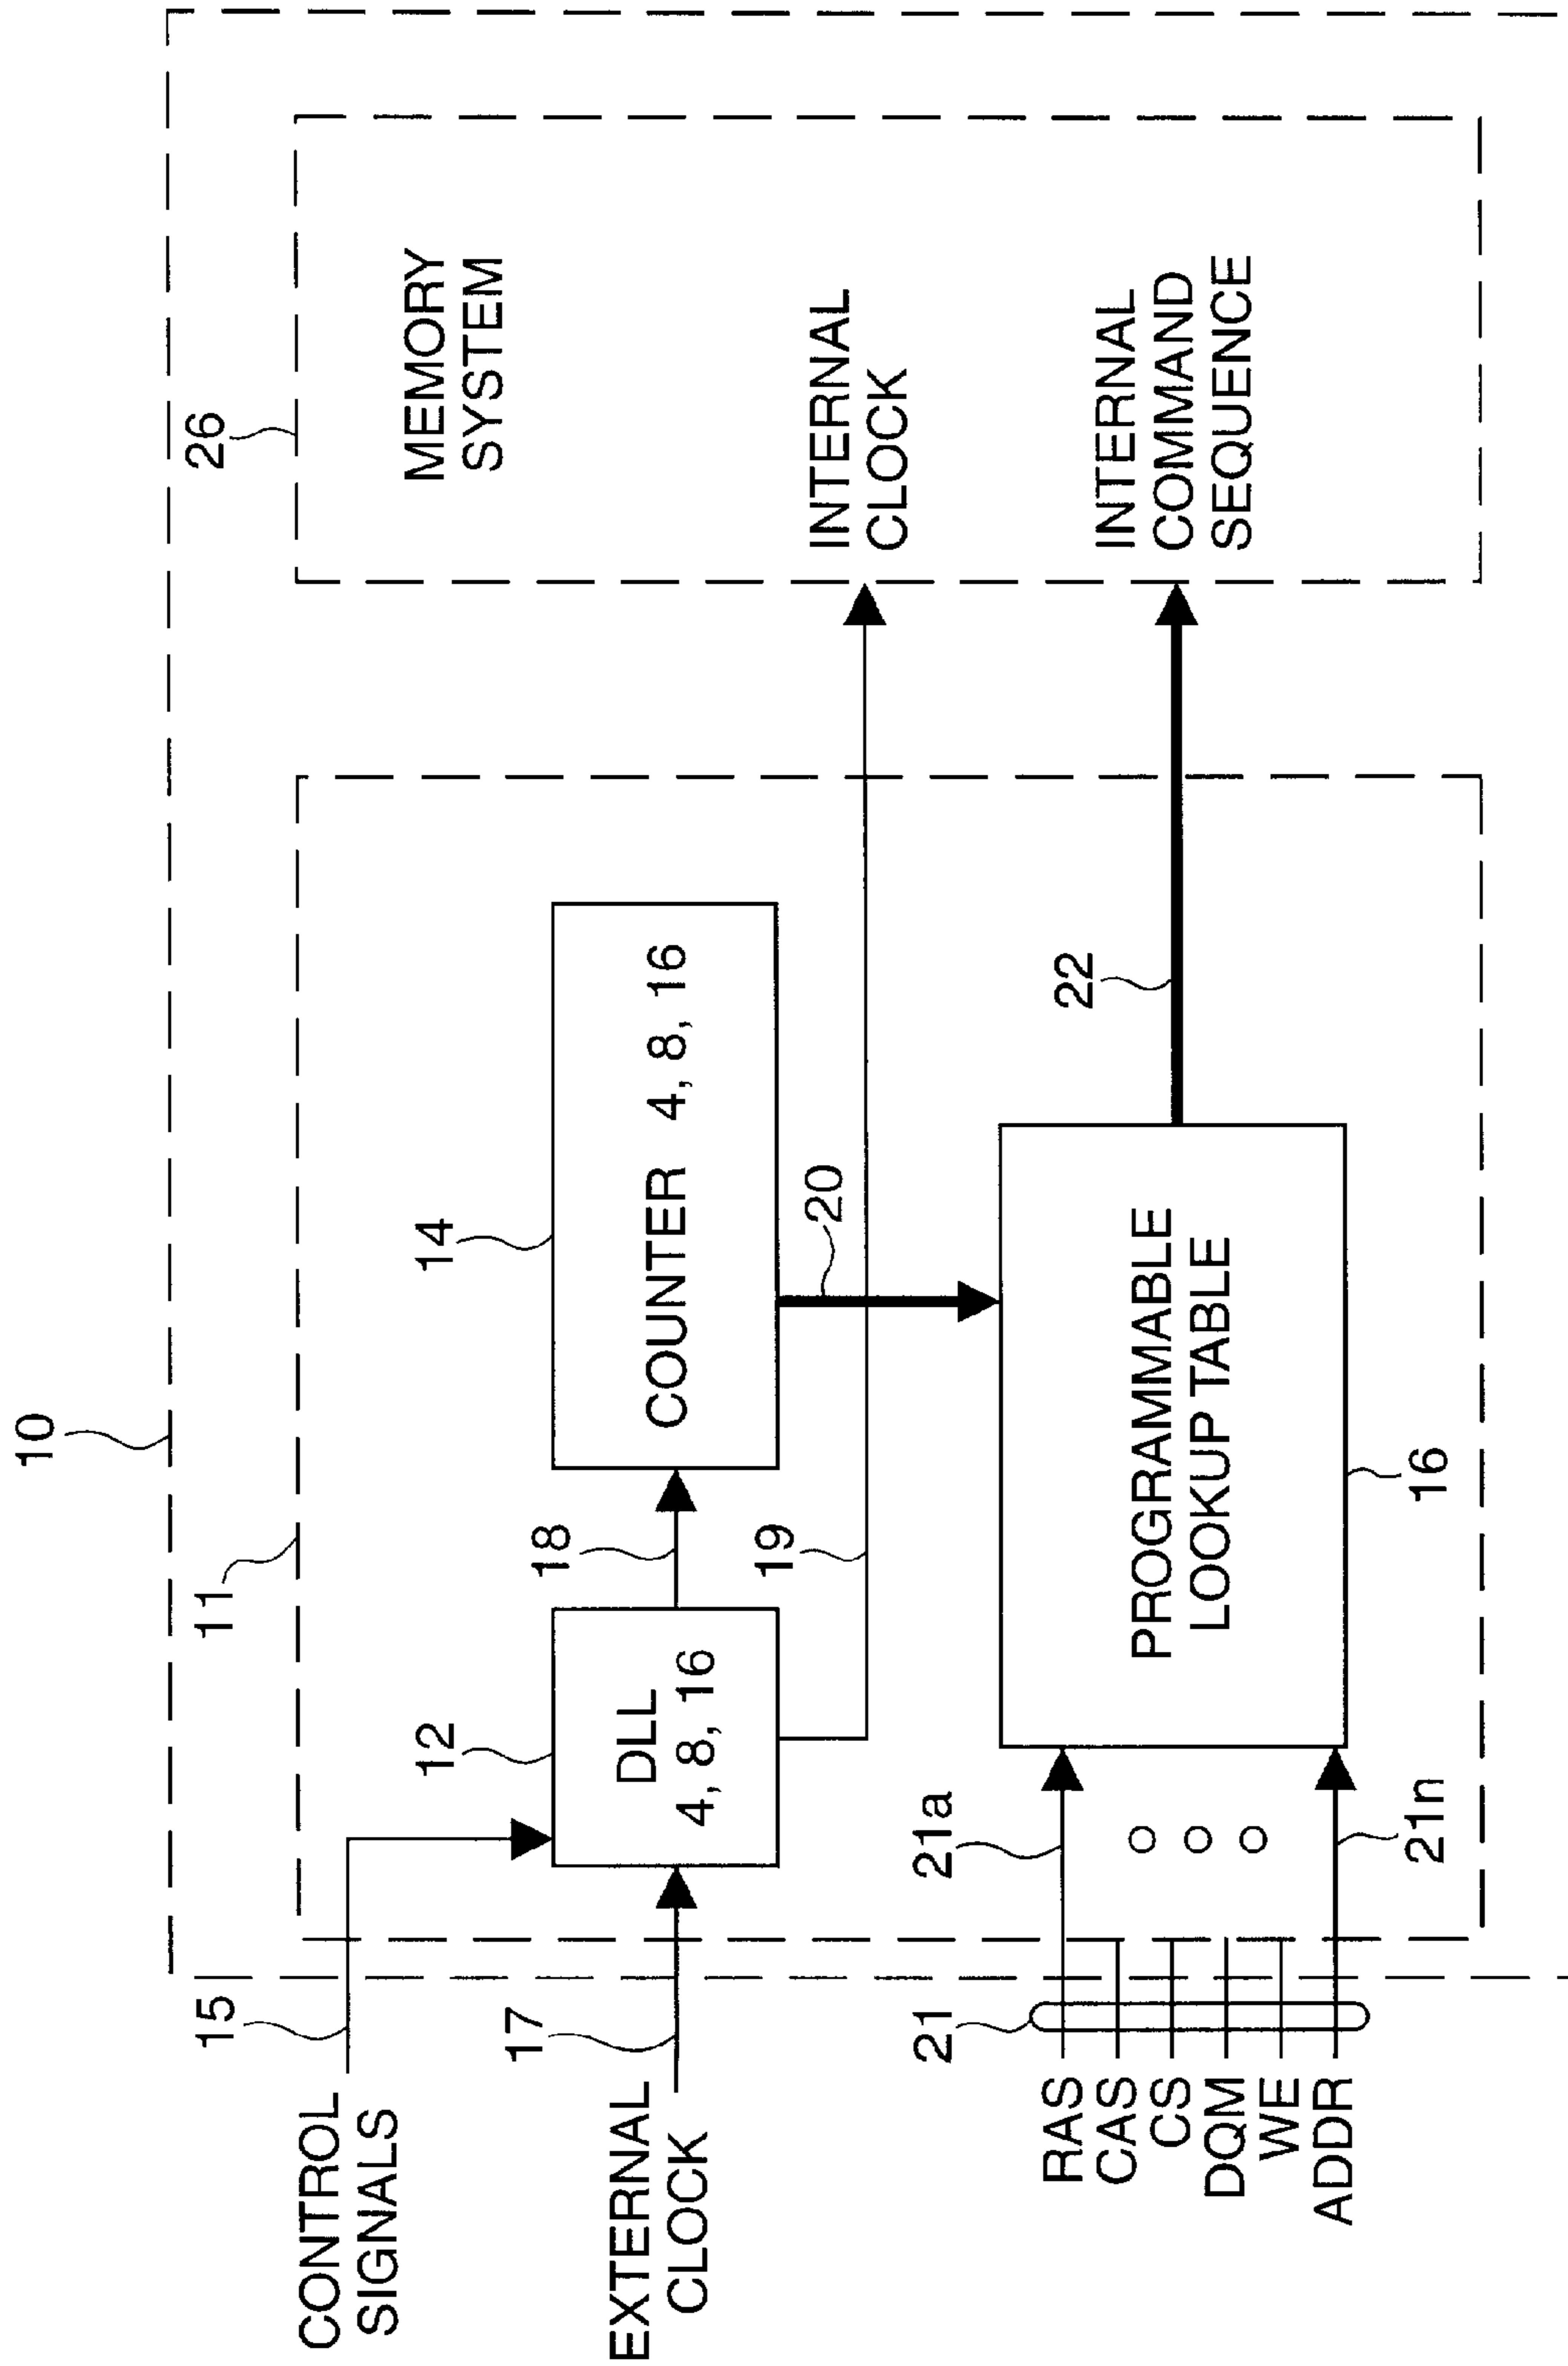 10
11
26
CONTROL
SIGNALS
15
12
DLL
4, 8, 16
18
14
COUNTER 4, 8, 16
MEMORY
SYSTEM
EXTERNAL
CLOCK
17
19
20
INTERNAL
CLOCK
21
RAS
CAS
CS
DQM
WE
ADDR
21a
21n
PROGRAMMABLE
LOOKUP TABLE
16
22
INTERNAL
COMMAND
SEQUENCE